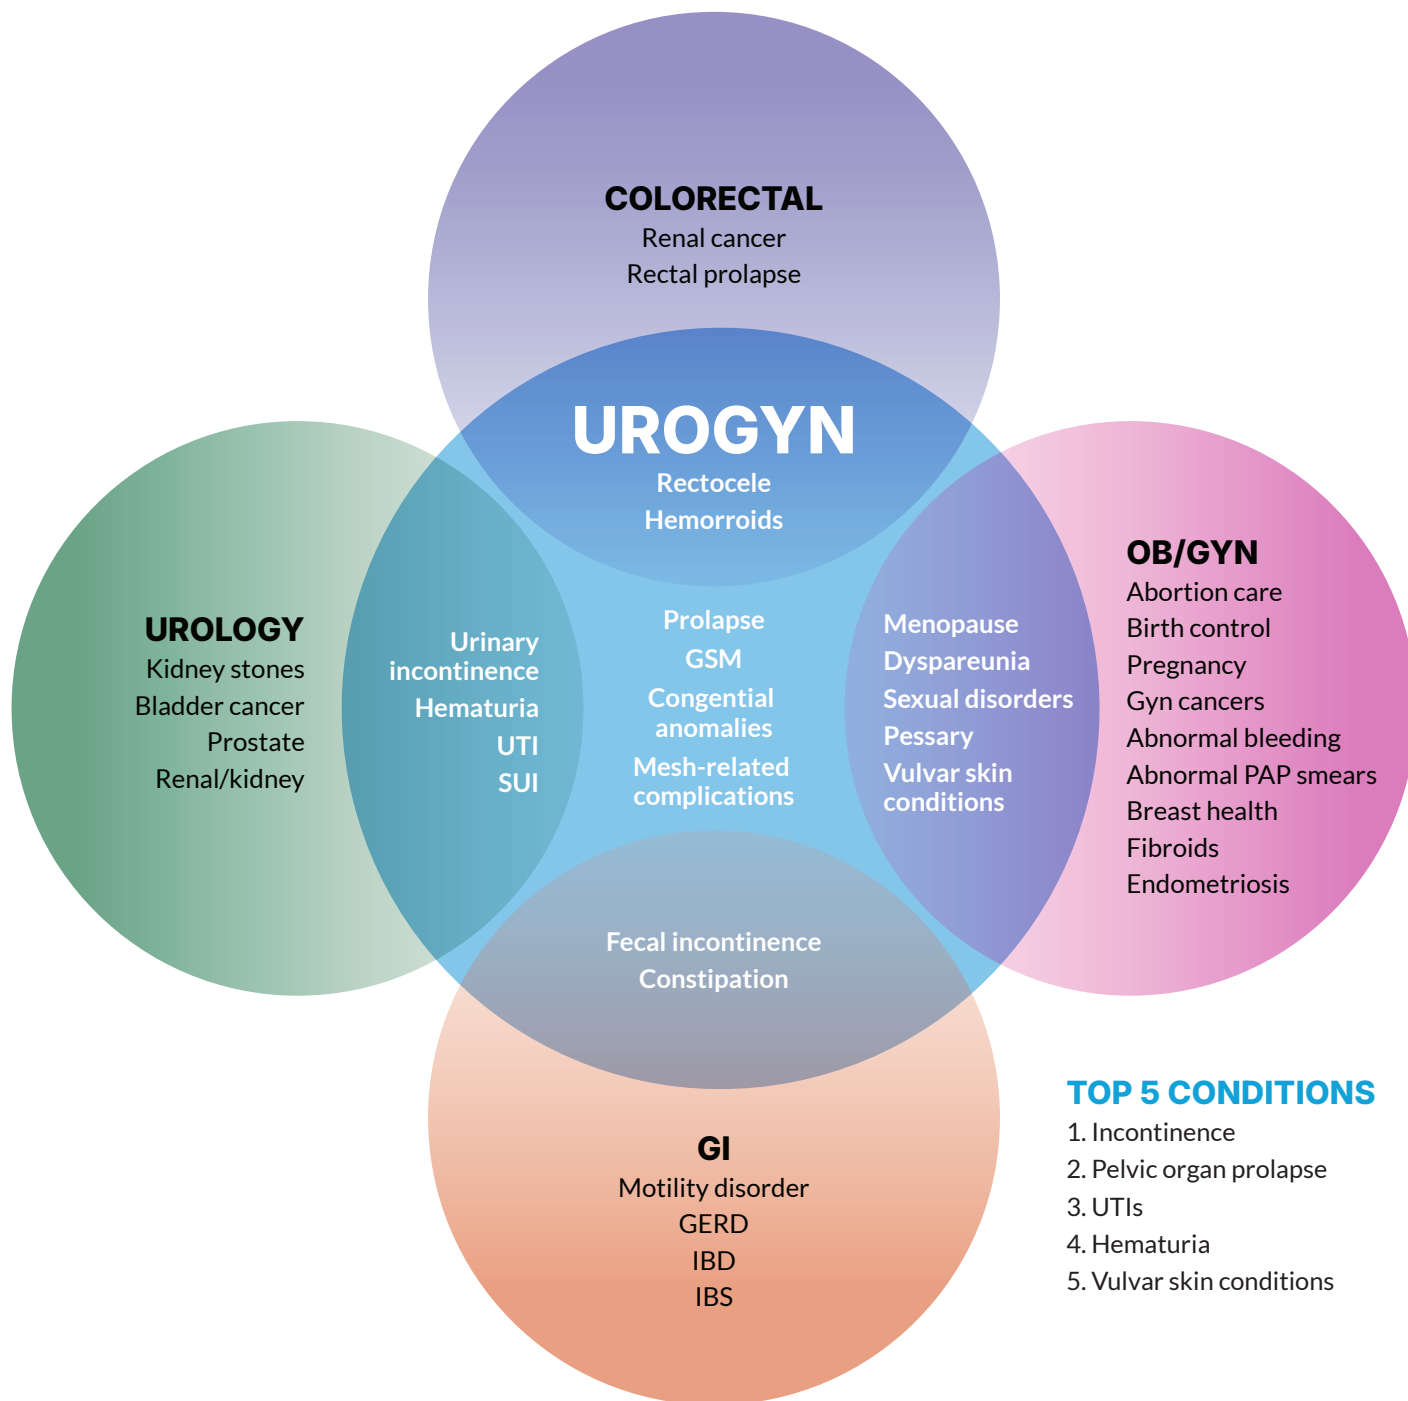 COLORECTAL
Renal cancer
Rectal prolapse
UROGYN
Rectocele
Hemorroids
UROLOGY
Kidney stones
Bladder cancer
Prostate
Renal/kidney
Urinary
incontinence
Hematuria
UTI
SUI
Prolapse
GSM
Congential
anomalies
Mesh-related
complications
Menopause
Dyspareunia
Sexual disorders
Pessary
Vulvar skin
conditions
OB/GYN
Abortion care
Birth control
Pregnancy
Gyn cancers
Abnormal bleeding
Abnormal PAP smears
Breast health
Fibroids
Endometriosis
Fecal incontinence
Constipation
GI
Motility disorder
GERD
IBD
IBS
TOP 5 CONDITIONS
1. Incontinence
2. Pelvic organ prolapse
3. UTIs
4. Hematuria
5. Vulvar skin conditions